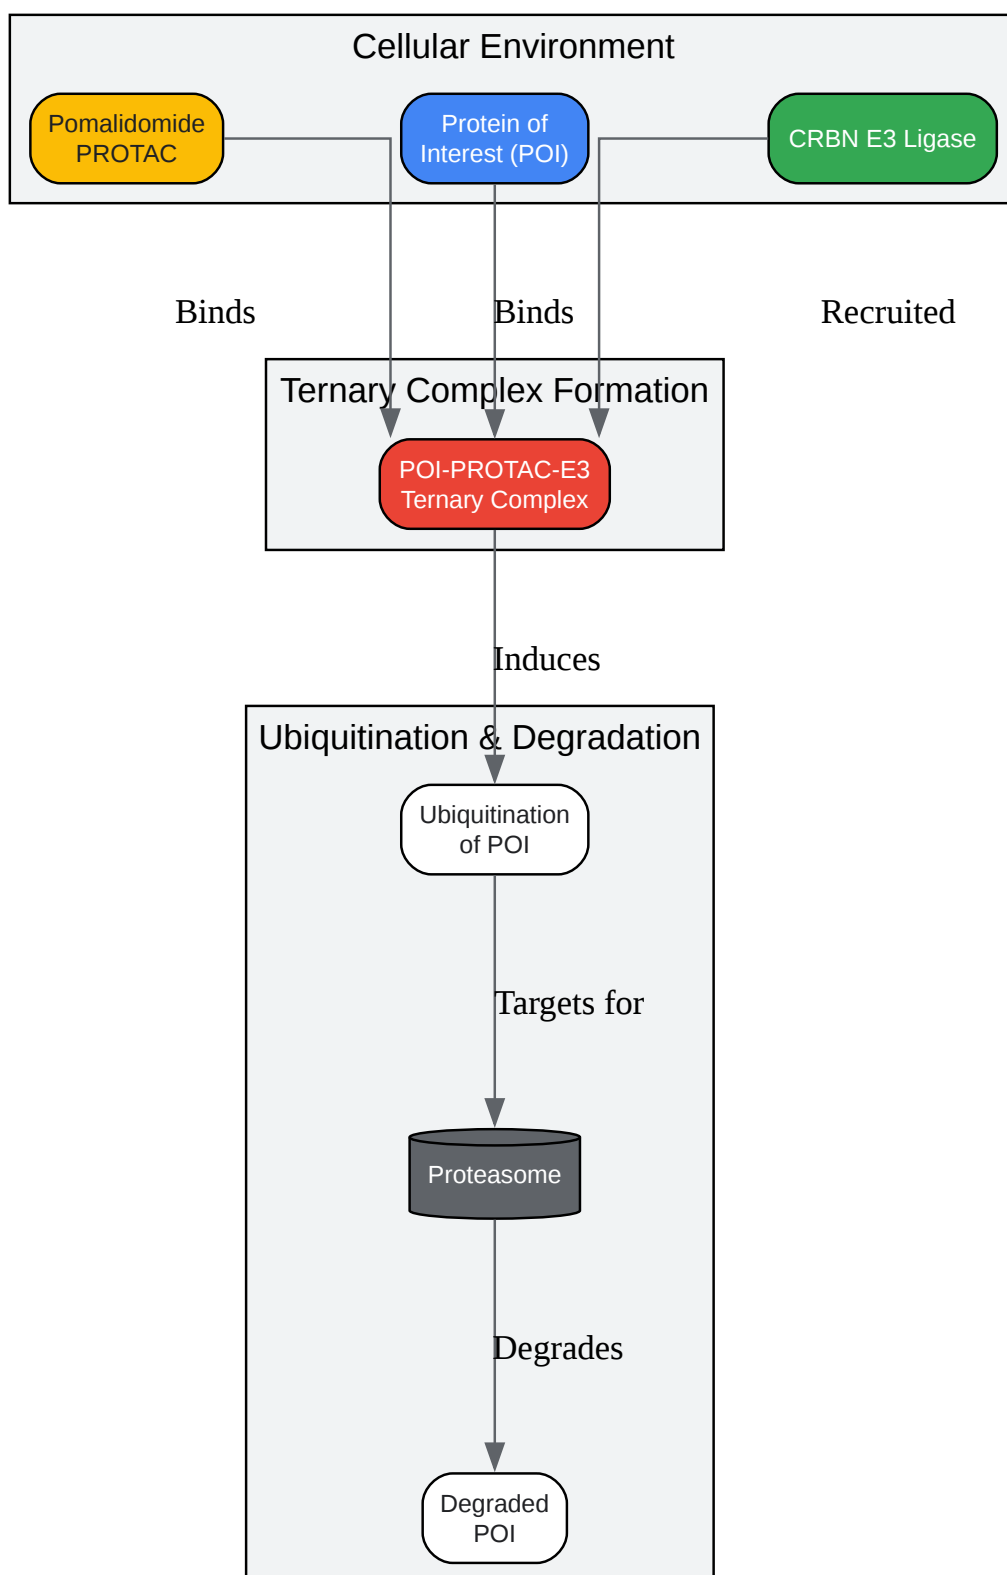 Cellular Environment
Pomalidomide
PROTAC
Protein of
Interest (POI)
CRBN E3 Ligase
Binds
Binds
Recruited
Ternary Complex Formation
POI-PROTAC-E3
Ternary Complex
Induces
Ubiquitination & Degradation
Ubiquitination
of POI
Targets for
Proteasome
Degrades
Degraded
POI